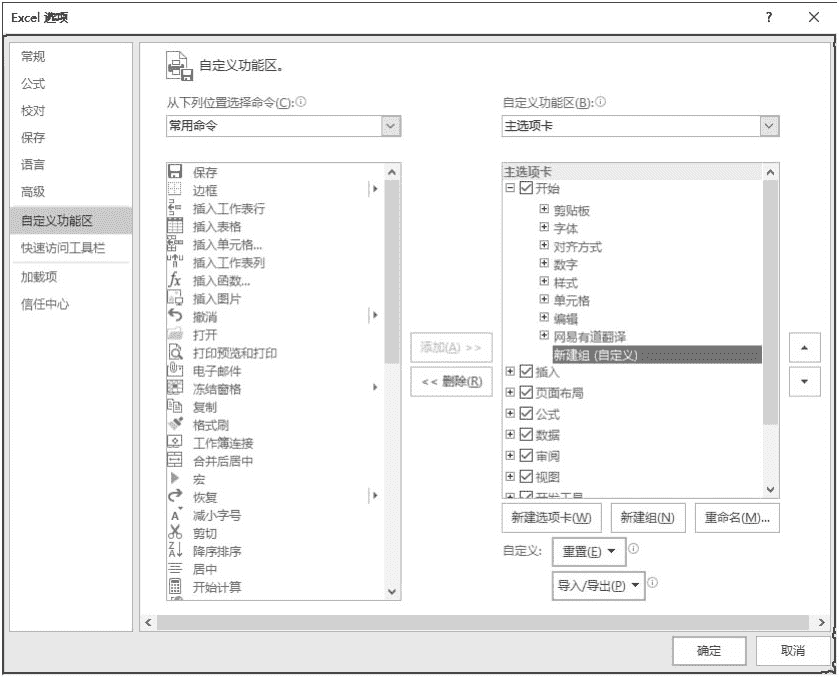 Excel 选项
?
常规
公式
校对
保存
语言
高级
自定义功能区
快速访问工具栏
加载项
信任中心
自定义功能区。
从下列位置选择命令(C):
常用命令
保存
边框
插入工作表行
插入表格
插入单元格...
插入工作表列
插入函数...
插入图片
撤消
打开
打印预览和打印
电子邮件
冻结窗格
复制
格式刷
工作簿连接
合并后居中
宏
恢复
减小字号
剪切
降序排序
居中
开始计算
添加(A) >>
<< 删除(R)
自定义功能区(B):
主选项卡
主选项卡
开始
剪贴板
字体
对齐方式
数字
样式
单元格
编辑
网易有道翻译
新建组 (自定义)
插入
页面布局
公式
数据
审阅
视图
开发工具
新建选项卡(W)
新建组(N)
重命名(M)...
自定义:
重置(E)
导入/导出(P)
确定
取消